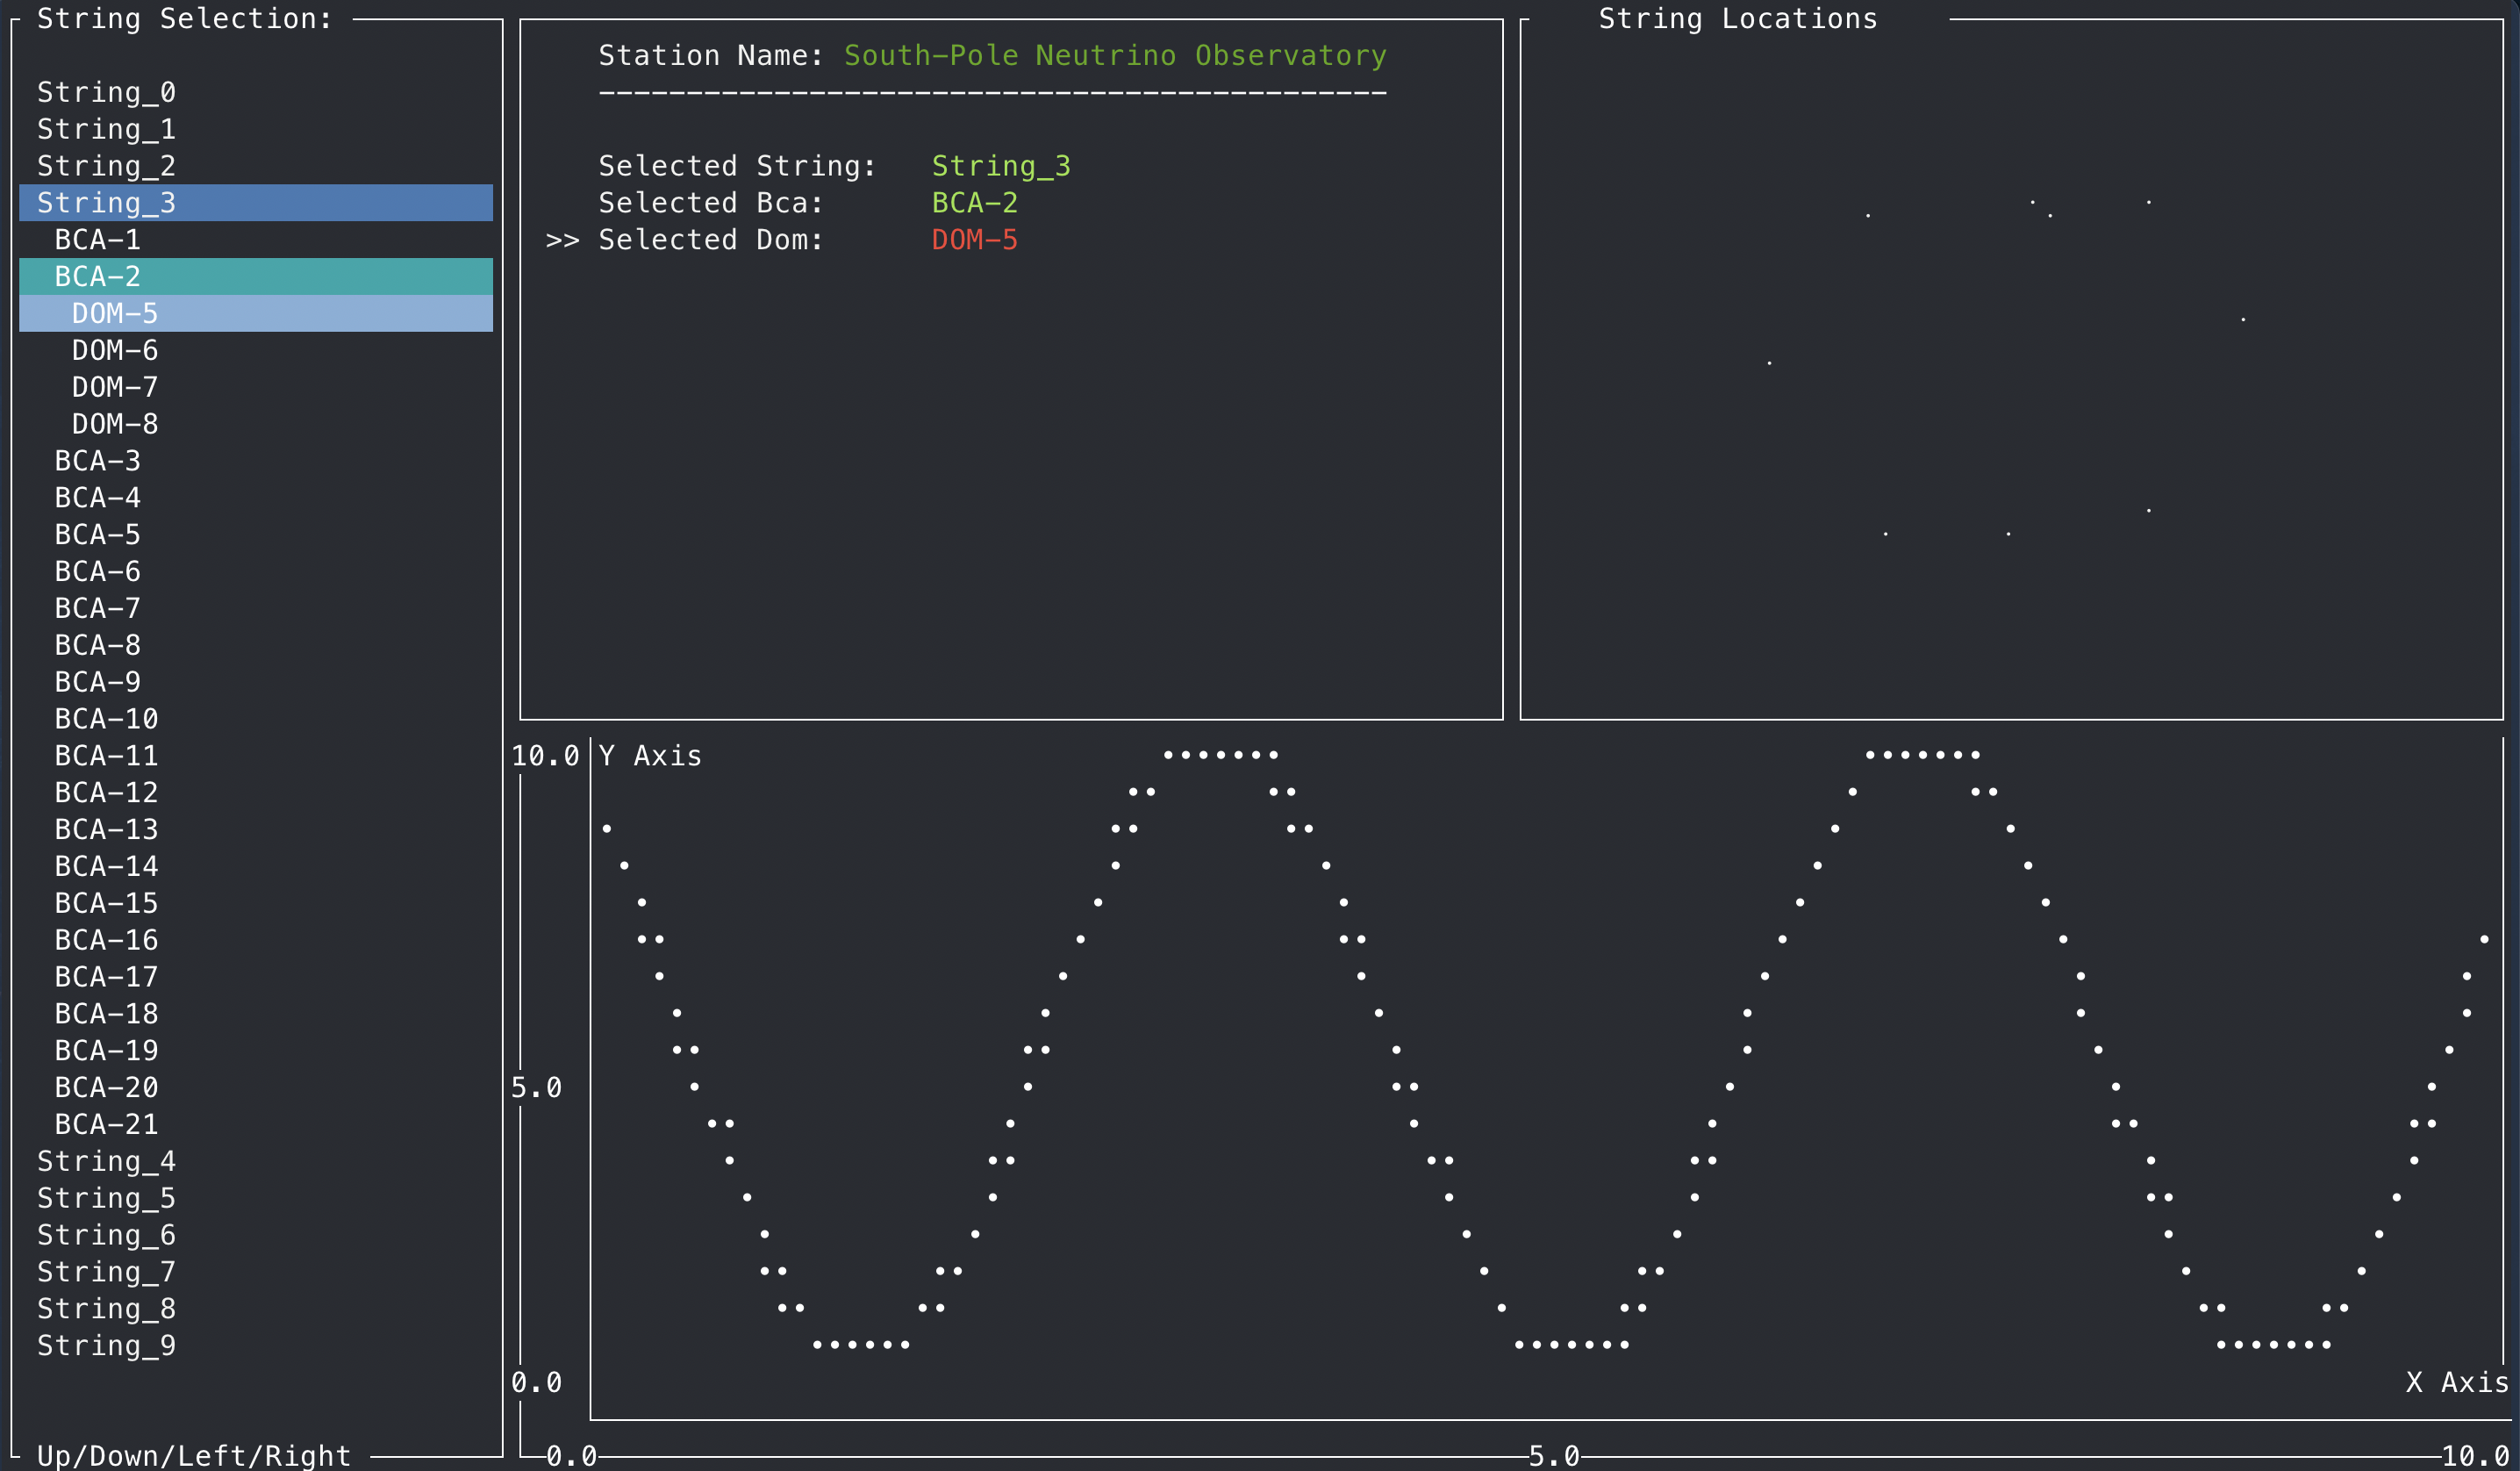 String Selection:
String_0
String_1
String_2
String_3
BCA-1
BCA-2
DOM-5
DOM-6
DOM-7
DOM-8
BCA-3
BCA-4
BCA-5
BCA-6
BCA-7
BCA-8
BCA-9
BCA-10
BCA-11
BCA-12
BCA-13
BCA-14
BCA-15
BCA-16
BCA-17
BCA-18
BCA-19
BCA-20
BCA-21
String_4
String_5
String_6
String_7
String_8
String_9
Up/Down/Left/Right
Station Name: South-Pole Neutrino Observatory
---------------------------------------------
Selected String: String_3
Selected Bca: BCA-2
>> Selected Dom: DOM-5
String Locations
10.0 Y Axis
5.0
0.0 X Axis
0.0 5.0 10.0